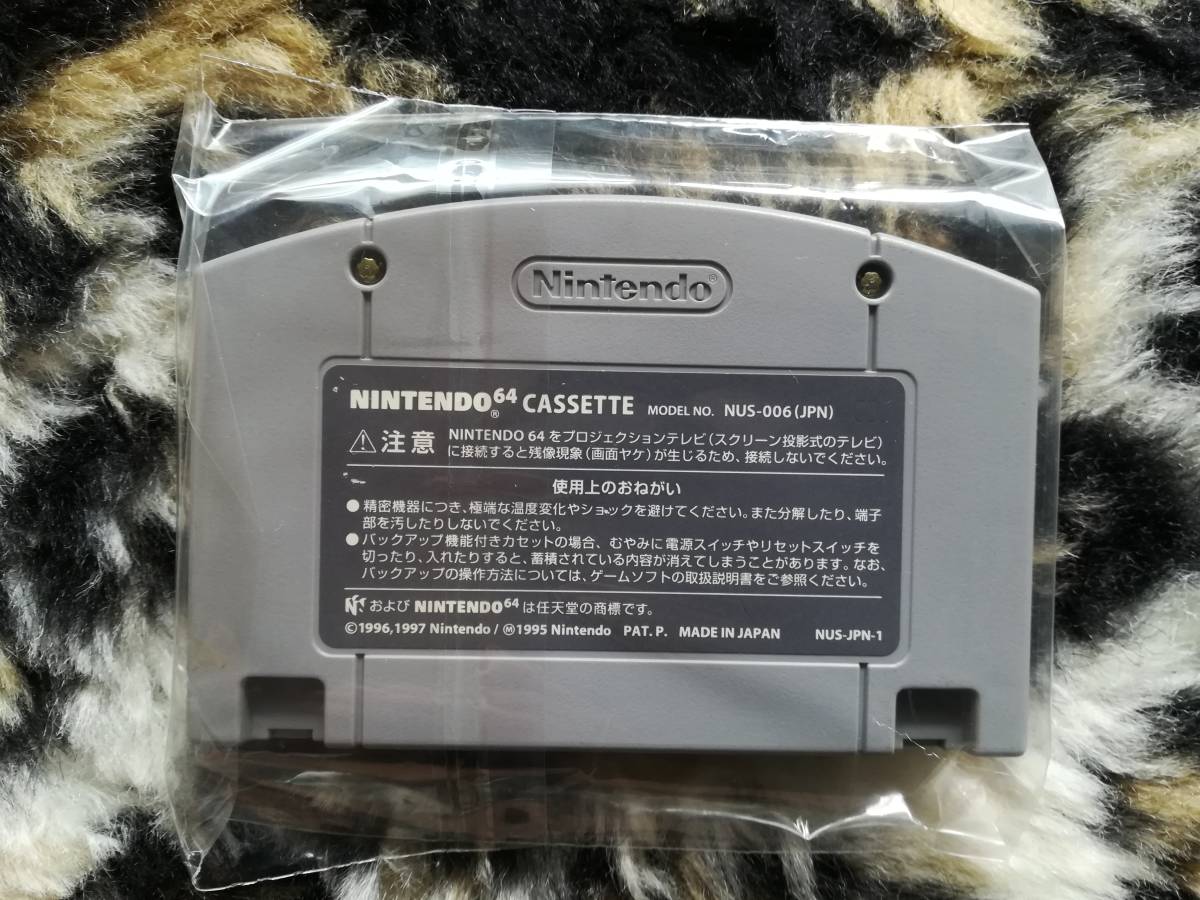 Nintendo®
NINTENDO64® CASSETTE MODEL NO. NUS-006(JPN)
⚠注意 NINTENDO 64 をプロジェクションテレビ(スクリーン投影式のテレビ)
に接続すると残像現象(画面ヤケ)が生じるため、接続しないでください。
使用上のおねがい
●精密機器につき、極端な温度変化やショックを避けてください。また分解したり、端子
部を汚したりしないでください。
●バックアップ機能付きカセットの場合、むやみに電源スイッチやリセットスイッチを
切ったり、入れたりすると、蓄積されている内容が消えてしまうことがあります。なお、
バックアップの操作方法については、ゲームソフトの取扱説明書をご参照ください。
および NINTENDO64 は任天堂の商標です。
©1996,1997 Nintendo / Ⓜ1995 Nintendo PAT. P. MADE IN JAPAN NUS-JPN-1